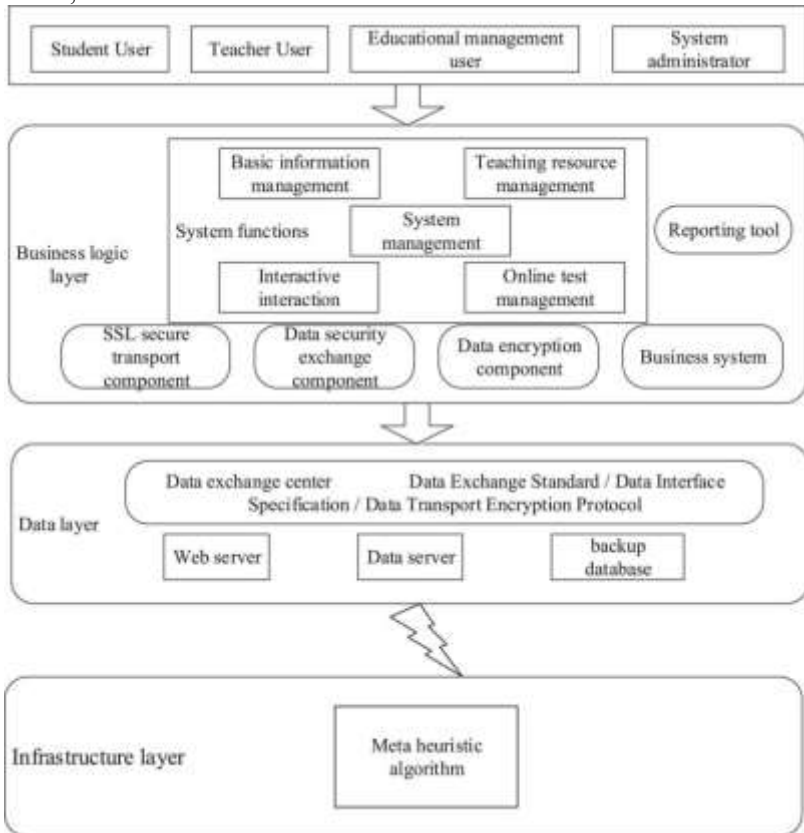 Student User
Teacher User
Educational management
user
System
administrator
Basic information
management
Teaching resource
management
System functions
System
management
Reporting tool
Business logic
layer
Interactive
interaction
Online test
management
SSL secure
transport
component
Data security
exchange
component
Data encryption
component
Business system
Data exchange center Data Exchange Standard / Data Interface
Specification / Data Transport Encryption Protocol
Data layer
Web server
Data server
backup
database
Infrastructure layer
Meta heuristic
algorithm